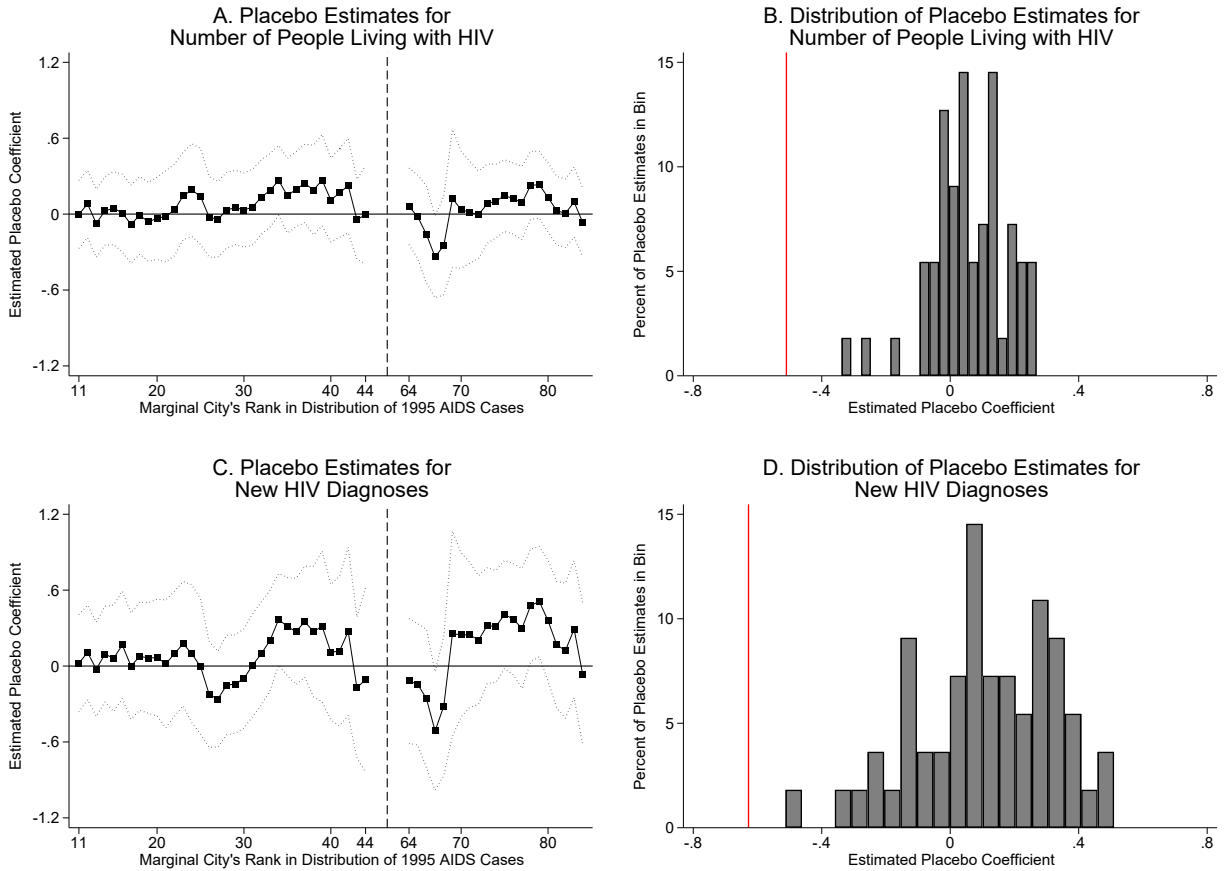 A. Placebo Estimates for
Number of People Living with HIV
Estimated Placebo Coefficient
1.2
.6
0
-.6
-1.2
11 20 30 40 44 64 70 80
Marginal City's Rank in Distribution of 1995 AIDS Cases
B. Distribution of Placebo Estimates for
Number of People Living with HIV
Percent of Placebo Estimates in Bin
15
10
5
0
-.8 -.4 0 .4 .8
Estimated Placebo Coefficient
C. Placebo Estimates for
New HIV Diagnoses
Estimated Placebo Coefficient
1.2
.6
0
-.6
-1.2
11 20 30 40 44 64 70 80
Marginal City's Rank in Distribution of 1995 AIDS Cases
D. Distribution of Placebo Estimates for
New HIV Diagnoses
Percent of Placebo Estimates in Bin
15
10
5
0
-.8 -.4 0 .4 .8
Estimated Placebo Coefficient